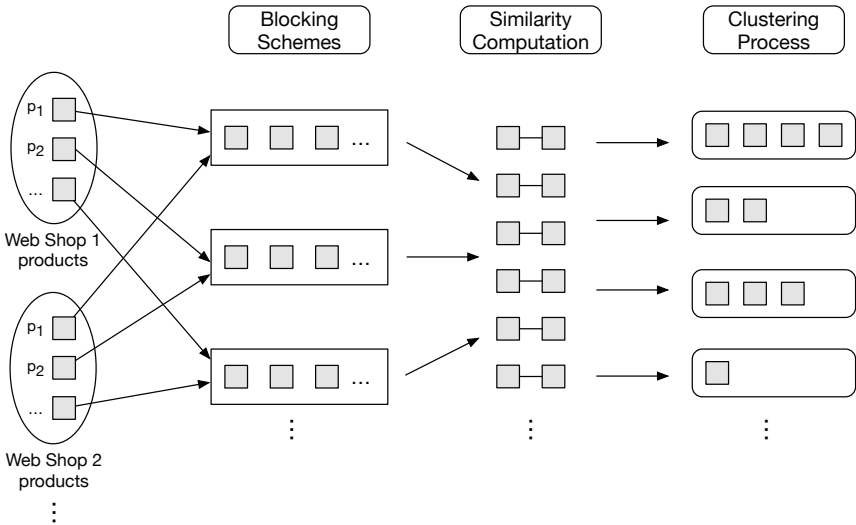 Blocking
Schemes
Similarity
Computation
Clustering
Process
p1
p2
...
Web Shop 1
products
p1
p2
...
Web Shop 2
products
...
...
...
...
...
...
...